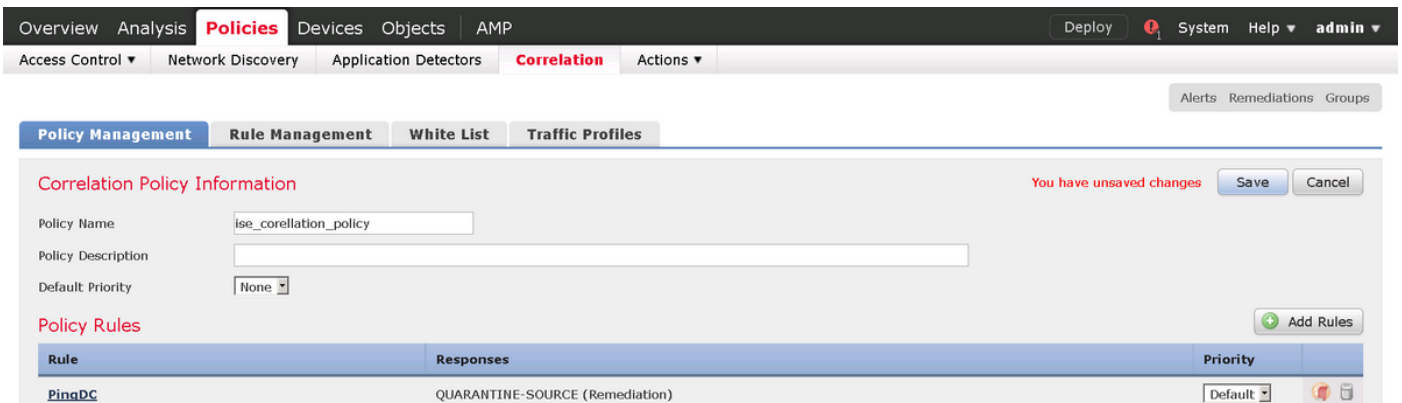 Overview Analysis Policies Devices Objects AMP Deploy 1 System Help admin
Access Control Network Discovery Application Detectors Correlation Actions
Alerts Remediations Groups
Policy Management Rule Management White List Traffic Profiles
Correlation Policy Information You have unsaved changes Save Cancel
Policy Name ise_corellation_policy
Policy Description
Default Priority None
Policy Rules Add Rules
Rule Responses Priority
PingDC QUARANTINE-SOURCE (Remediation) Default